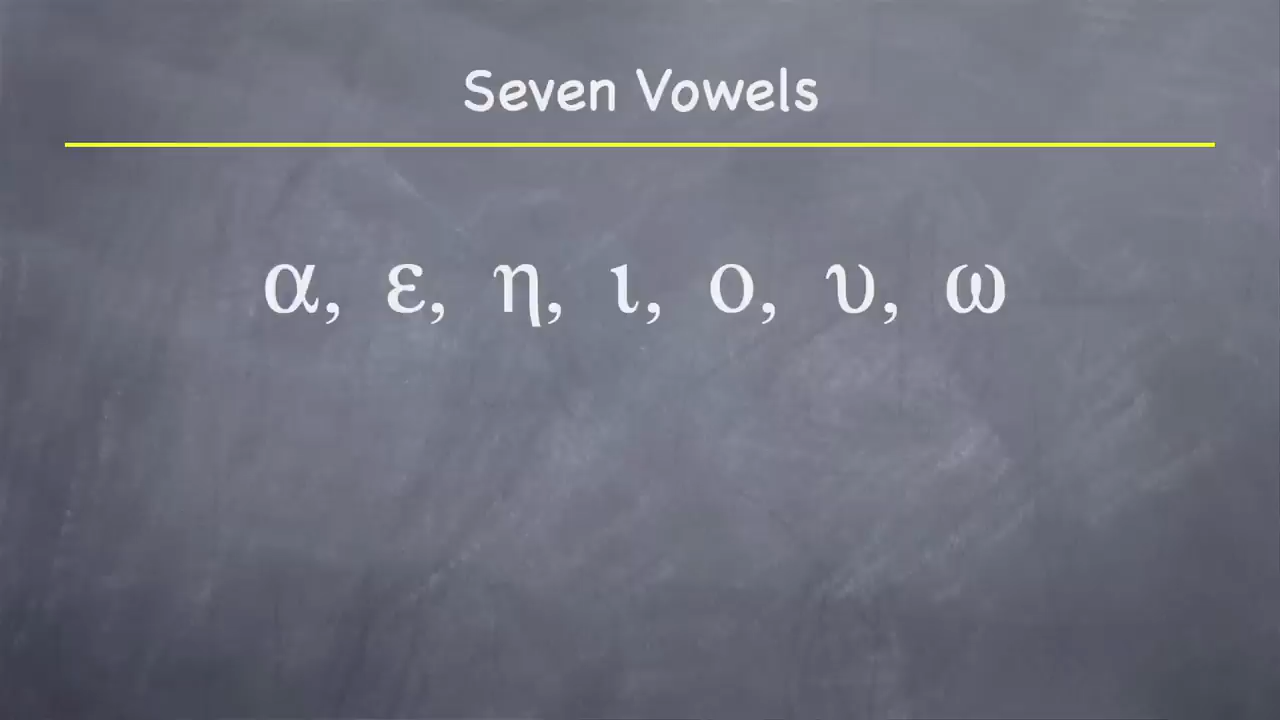 Seven Vowels
α, ε, η, ι, ο, υ, ω